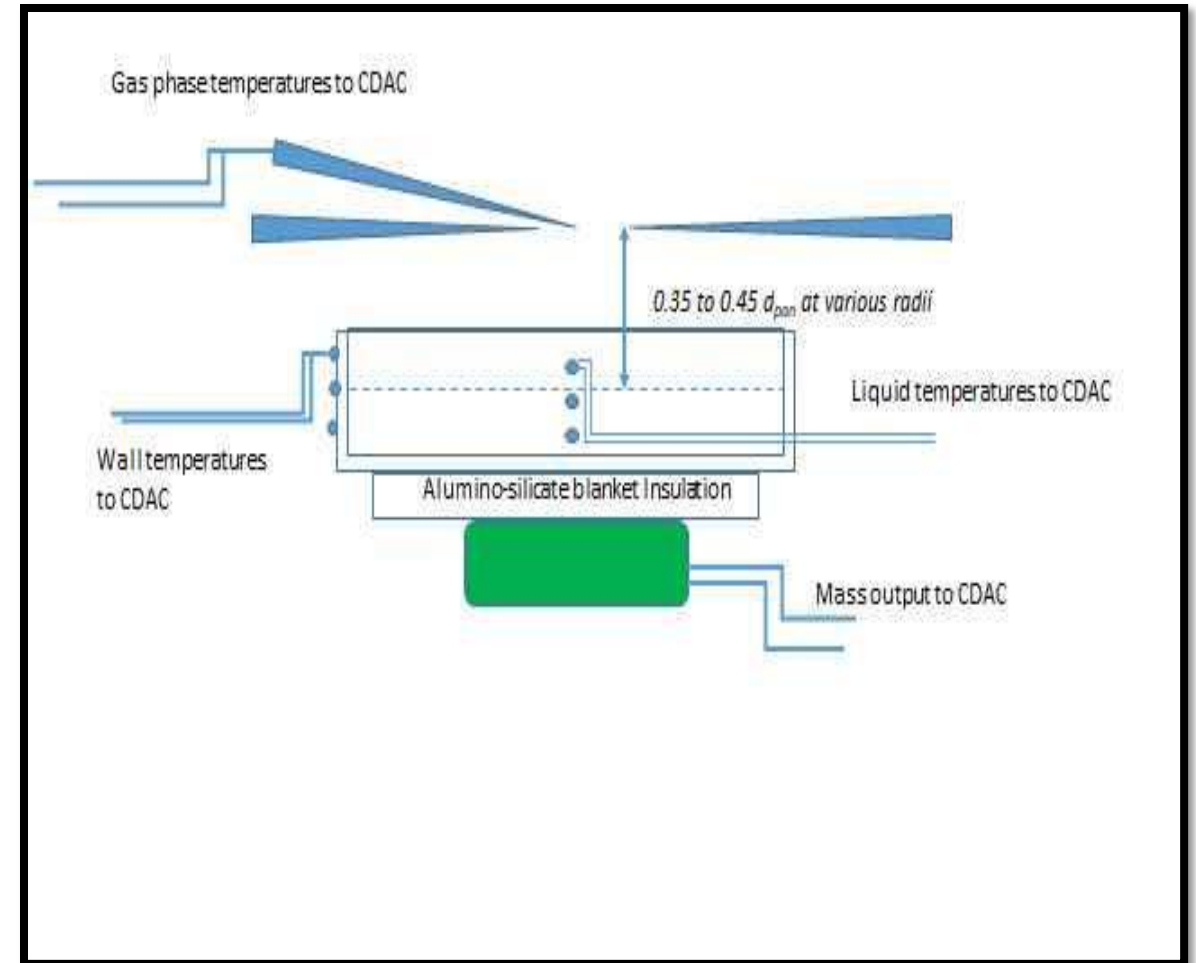 Gas phase temperatures to CDAC
0.35 to 0.45 dpan at various radii
Liquid temperatures to CDAC
Wall temperatures
to CDAC
Alumino-silicate blanket Insulation
Mass output to CDAC